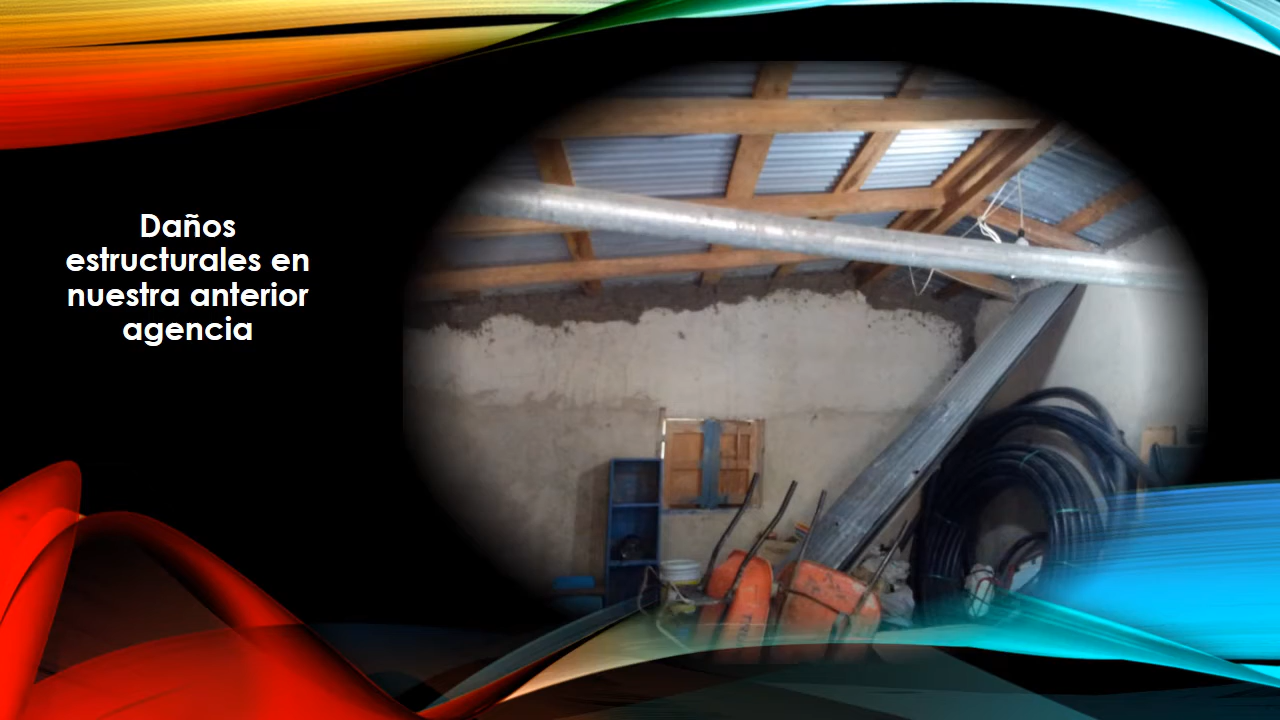 Daños
estructurales en
nuestra anterior
agencia